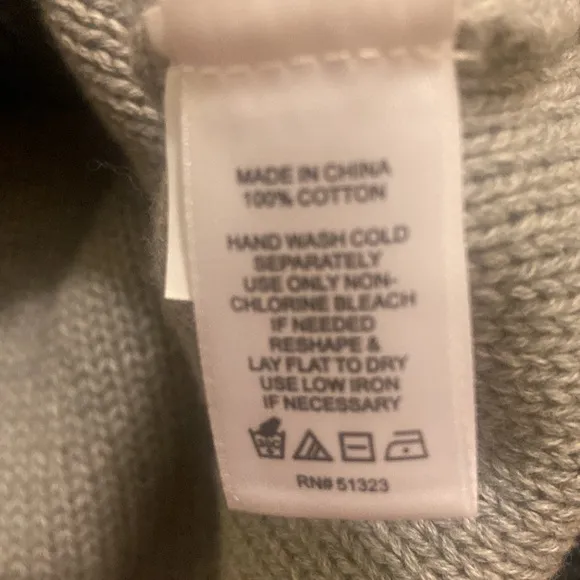 MADE IN CHINA
100% COTTON
HAND WASH COLD
SEPARATELY
USE ONLY NON-
CHLORINE BLEACH
IF NEEDED
RESHAPE &
LAY FLAT TO DRY
USE LOW IRON
IF NECESSARY
RN# 51323